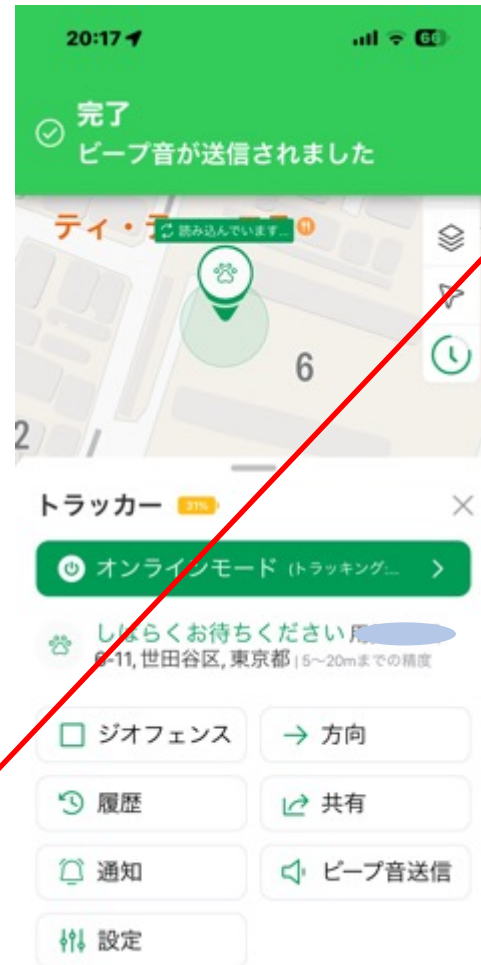 20:17
66
完了
ビープ音が送信されました
ティ・
読み込んでいます...
6
2
トラッカー 31%
オンラインモード (トラッキング:...
しばらくお待ちください
6-11, 世田谷区, 東京都 | 5〜20mまでの精度
ジオフェンス
方向
履歴
共有
通知
ビープ音送信
設定